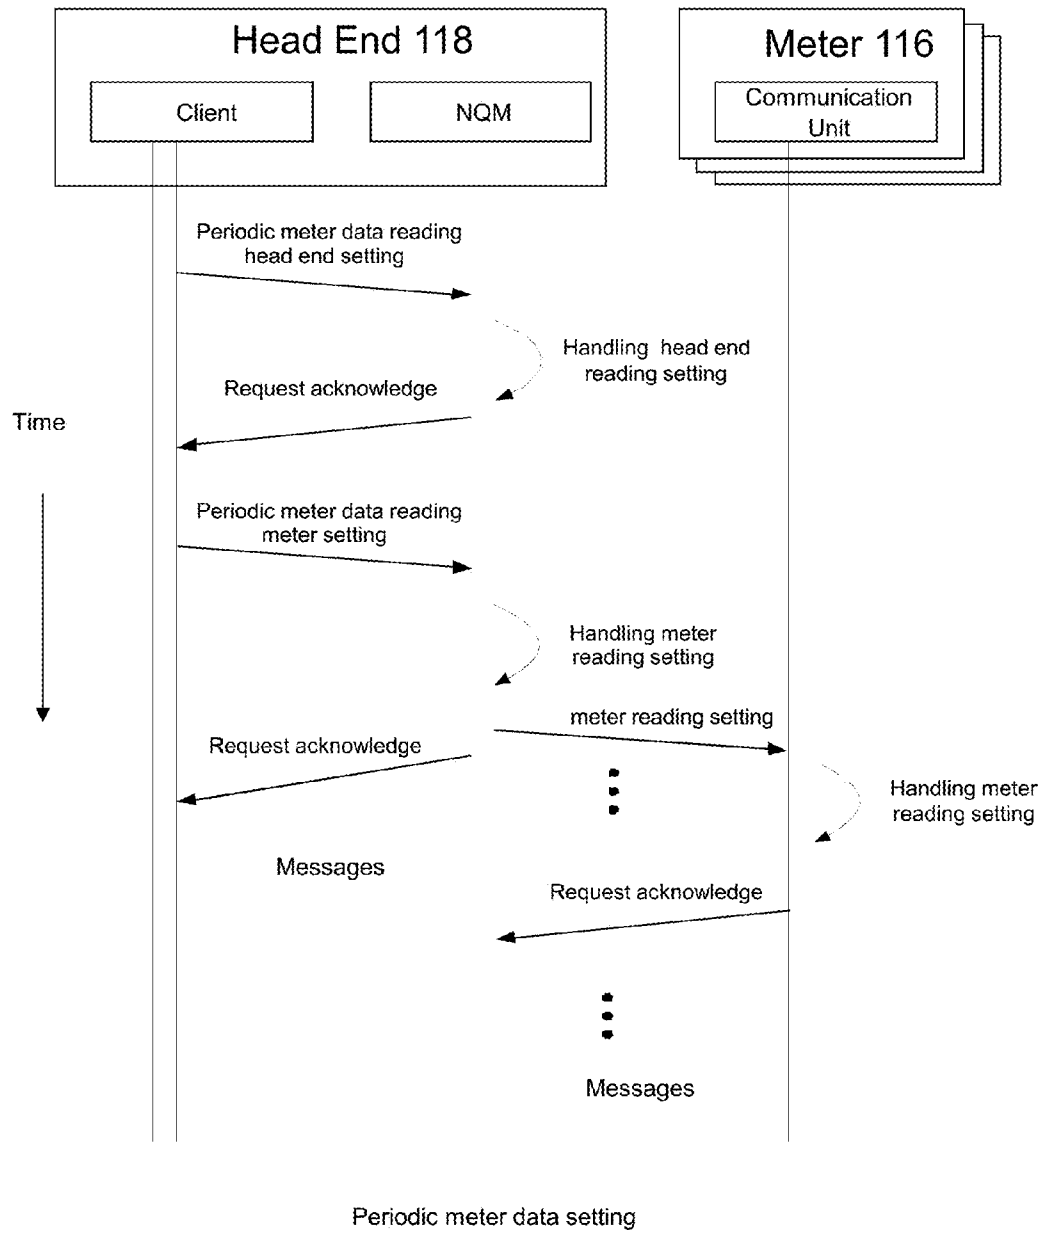 Head End 118
Meter 116
Client
NQM
Communication
Unit
Periodic meter data reading
head end setting
Handling head end
reading setting
Request acknowledge
Time
Periodic meter data reading
meter setting
Handling meter
reading setting
meter reading setting
Request acknowledge
Handling meter
reading setting
Messages
Request acknowledge
Messages
Periodic meter data setting